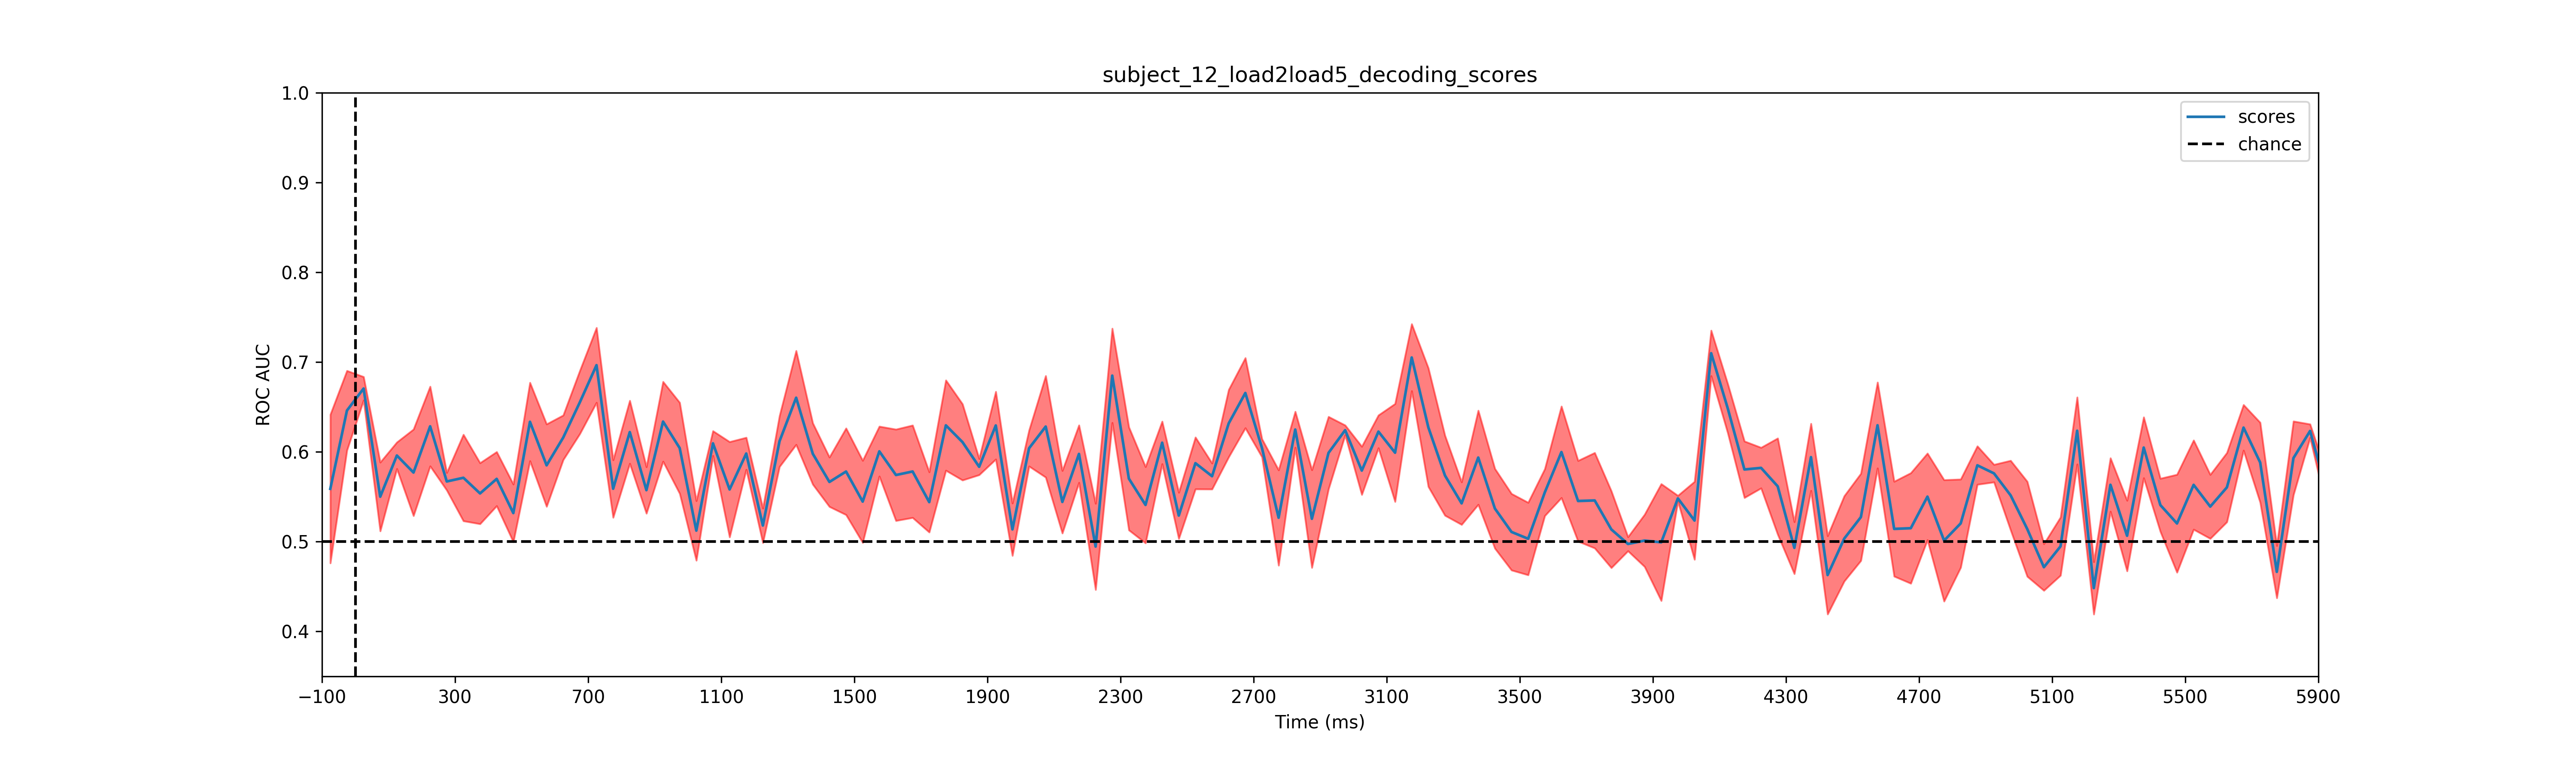 subject_12_load2load5_decoding_scores
1.0
0.9
0.8
0.7
0.6
0.5
0.4
ROC AUC
scores
chance
−100 300 700 1100 1500 1900 2300 2700 3100 3500 3900 4300 4700 5100 5500 5900
Time (ms)